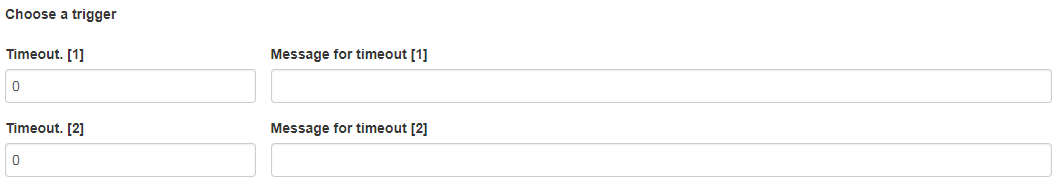 Choose a trigger
Timeout. [1] Message for timeout [1]
0
Timeout. [2] Message for timeout [2]
0